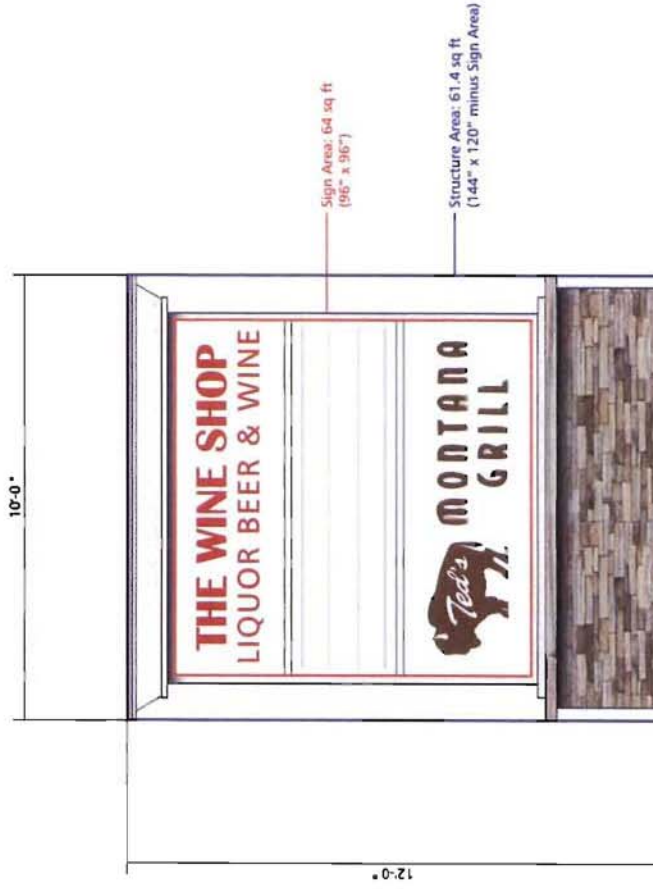 10'-0"
THE WINE SHOP
LIQUOR BEER & WINE
Ted's
MONTANA
GRILL
Sign Area: 64 sq ft
(96" x 96")
Structure Area: 61.4 sq ft
(144" x 120" minus Sign Area)
12'-0"